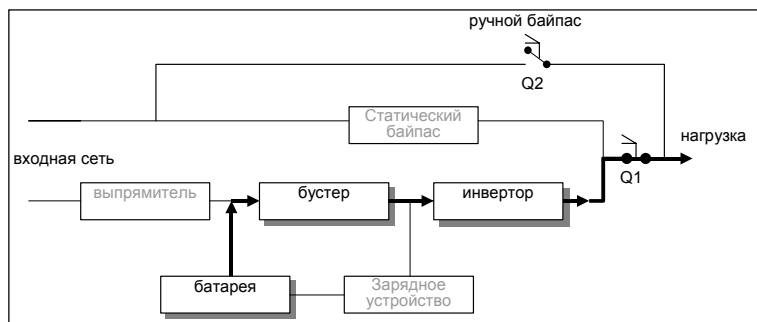 ручной байпас
Q2
Статический
байпас
нагрузка
входная сеть
Q1
выпрямитель
бустер
инвертор
батарея
Зарядное
устройство